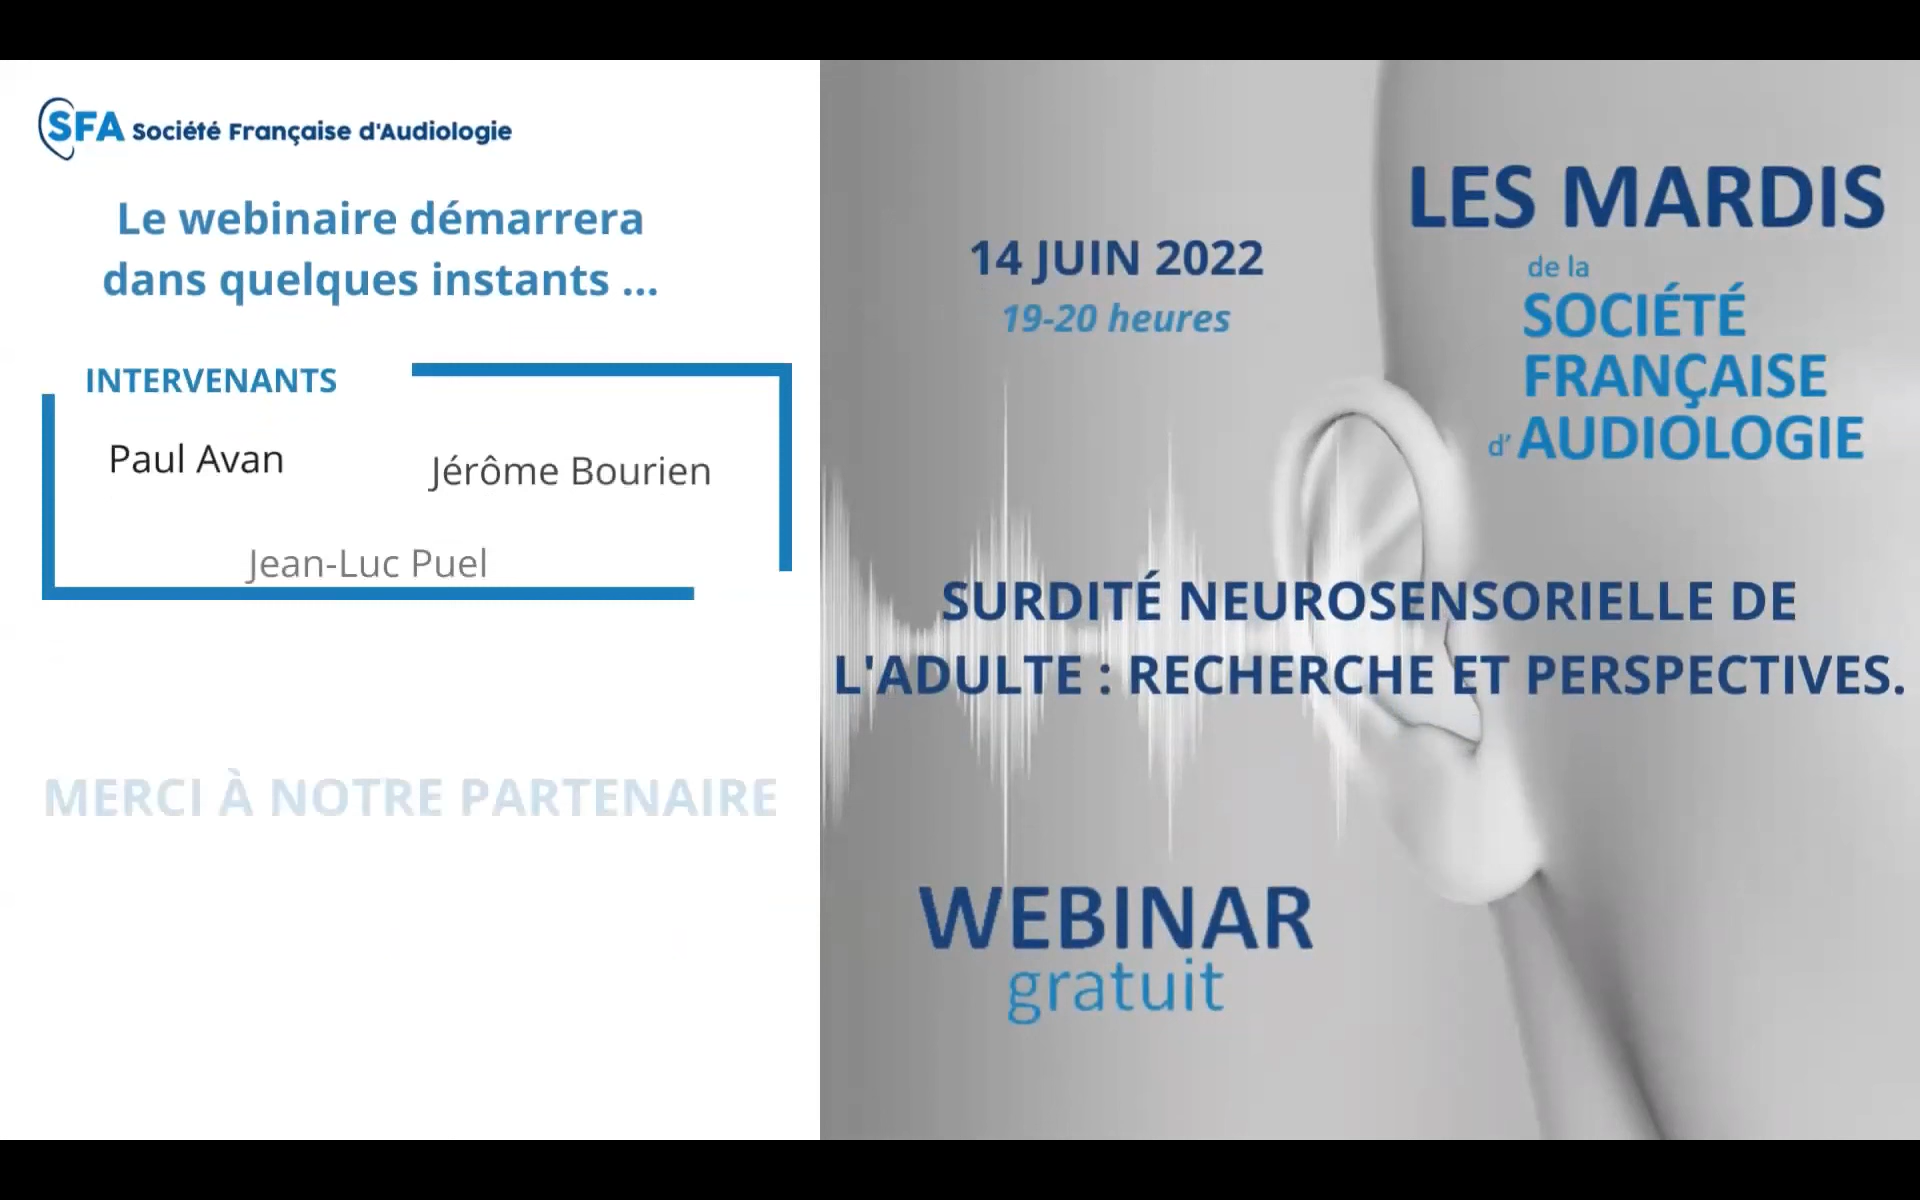 SFA Société Française d'Audiologie
Le webinaire démarrera
dans quelques instants ...
INTERVENANTS
Paul Avan
Jérôme Bourien
Jean-Luc Puel
MERCI À NOTRE PARTENAIRE
14 JUIN 2022
19-20 heures
LES MARDIS
de la
SOCIÉTÉ
FRANÇAISE
d'AUDIOLOGIE
SURDITÉ NEUROSENSORIELLE DE
L'ADULTE : RECHERCHE ET PERSPECTIVES.
WEBINAR
gratuit